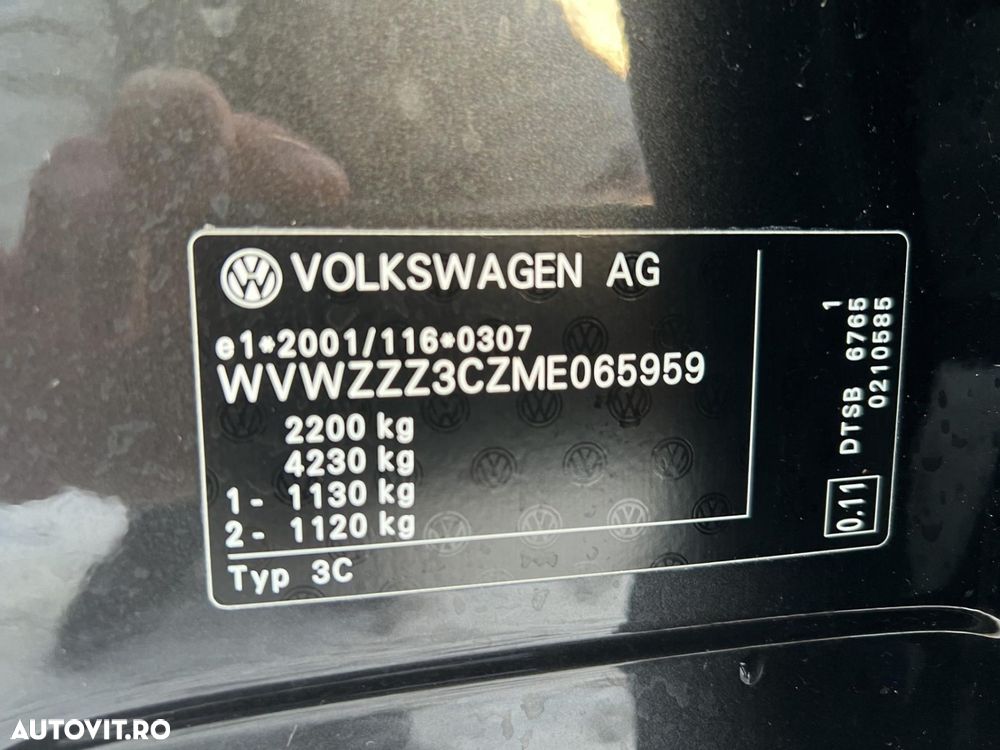 VOLKSWAGEN AG
e1*2001/116*0307
WVWZZZ3CZME065959
2200 kg
4230 kg
1 - 1130 kg
2 - 1120 kg
Typ 3C
1
0.11 DTSB 6765
0210585
AUTOVIT.RO